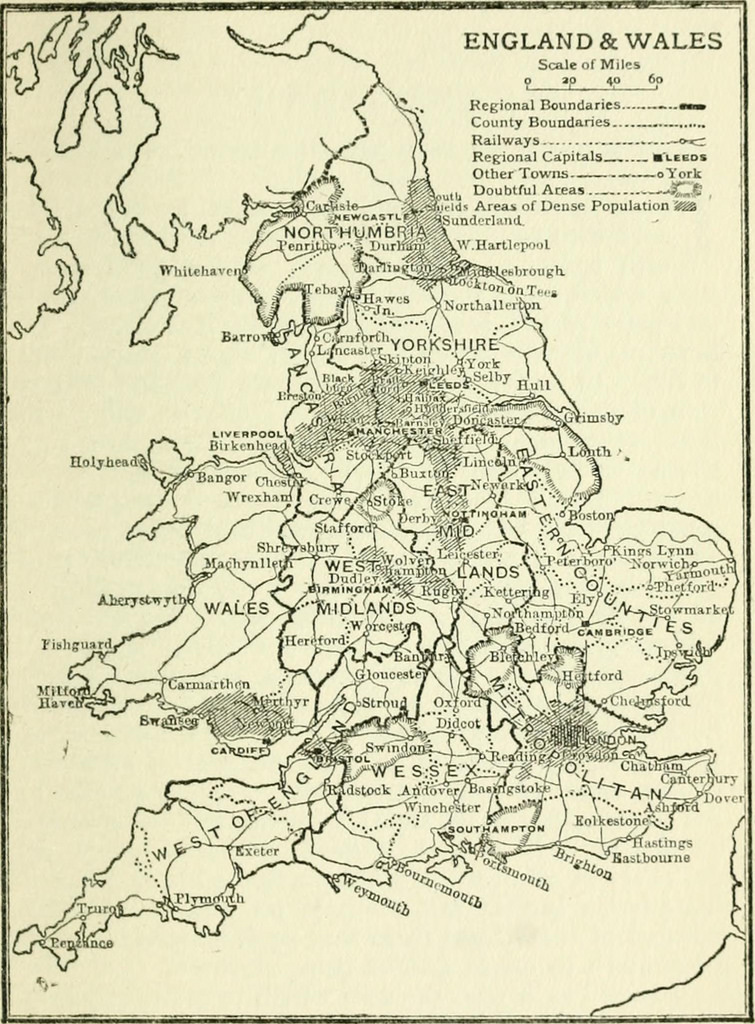 ENGLAND & WALES
Scale of Miles
0 20 40 60
Regional Boundaries
County Boundaries
Railways
Regional Capitals LEEDS
Other Towns York
Doubtful Areas
Areas of Dense Population
Carlisle
NEWCASTLE
South Shields
Sunderland
NORTHUMBRIA
Penrith
Durham
W. Hartlepool
Whitehaven
Darlington
Middlesbrough
Stockton on Tees
Tebay
Hawes Jn.
Northallerton
Barrow
Carnforth
Lancaster
YORKSHIRE
LANCASTRIA
Skipton
Keighley
York
Selby
LEEDS
Hull
Preston
Halifax
Huddersfield
Barnsley
Doncaster
Grimsby
MANCHESTER
LIVERPOOL
Birkenhead
Sheffield
Stockport
Louth
Holyhead
Bangor
Chester
Buxton
Lincoln
Wrexham
Crewe
Stoke
EAST MIDLANDS
Newark
EASTERN COUNTIES
Stafford
Derby
NOTTINGHAM
Boston
Shrewsbury
Machynlleth
WEST MIDLANDS
Wolverhampton
Leicester
Peterboro
Kings Lynn
Norwich
Yarmouth
Dudley
BIRMINGHAM
Rugby
Kettering
Thetford
Ely
Aberystwyth
WALES
Worcester
Northampton
Bedford
Stowmarket
CAMBRIDGE
Fishguard
Hereford
Banbury
Bletchley
Ipswich
Gloucester
Hertford
Milford Haven
Carmarthen
Merthyr
Stroud
Oxford
METROPOLITAN
Chelmsford
Swansea
Newport
Didcot
CARDIFF
BRISTOL
Swindon
LONDON
Reading
Croydon
Chatham
Canterbury
WESSEX
Radstock
Andover
Basingstoke
Dover
Ashford
Winchester
Folkestone
WEST OF ENGLAND
SOUTHAMPTON
Hastings
Exeter
Portsmouth
Brighton
Eastbourne
Bournemouth
Weymouth
Plymouth
Truro
Penzance